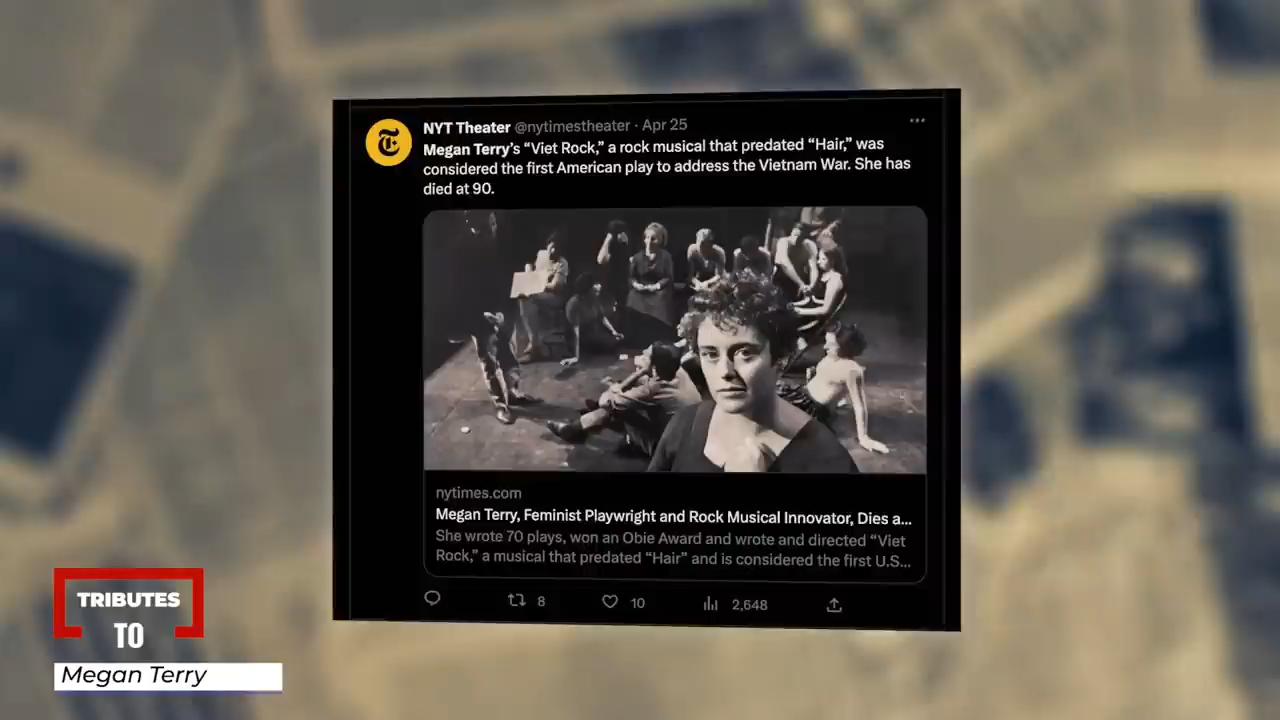 NYT Theater @nytimestheater · Apr 25
Megan Terry's “Viet Rock,” a rock musical that predated “Hair,” was
considered the first American play to address the Vietnam War. She has
died at 90.
nytimes.com
Megan Terry, Feminist Playwright and Rock Musical Innovator, Dies a...
She wrote 70 plays, won an Obie Award and wrote and directed “Viet
Rock,” a musical that predated “Hair” and is considered the first U.S...
8 10 2,648
TRIBUTES
TO
Megan Terry